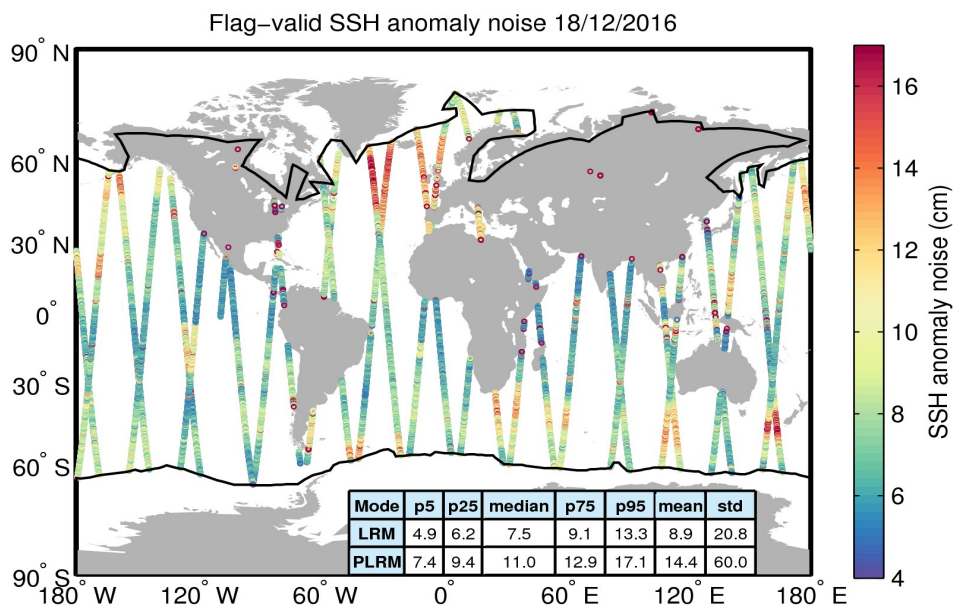 Flag−valid SSH anomaly noise 18/12/2016
90° N
60° N
30° N
0°
30° S
60° S
90° S
180° W 120° W 60° W 0° 60° E 120° E 180° E
Mode p5 p25 median p75 p95 mean std
LRM 4.9 6.2 7.5 9.1 13.3 8.9 20.8
PLRM 7.4 9.4 11.0 12.9 17.1 14.4 60.0
16
14
12
10
8
6
4
SSH anomaly noise (cm)